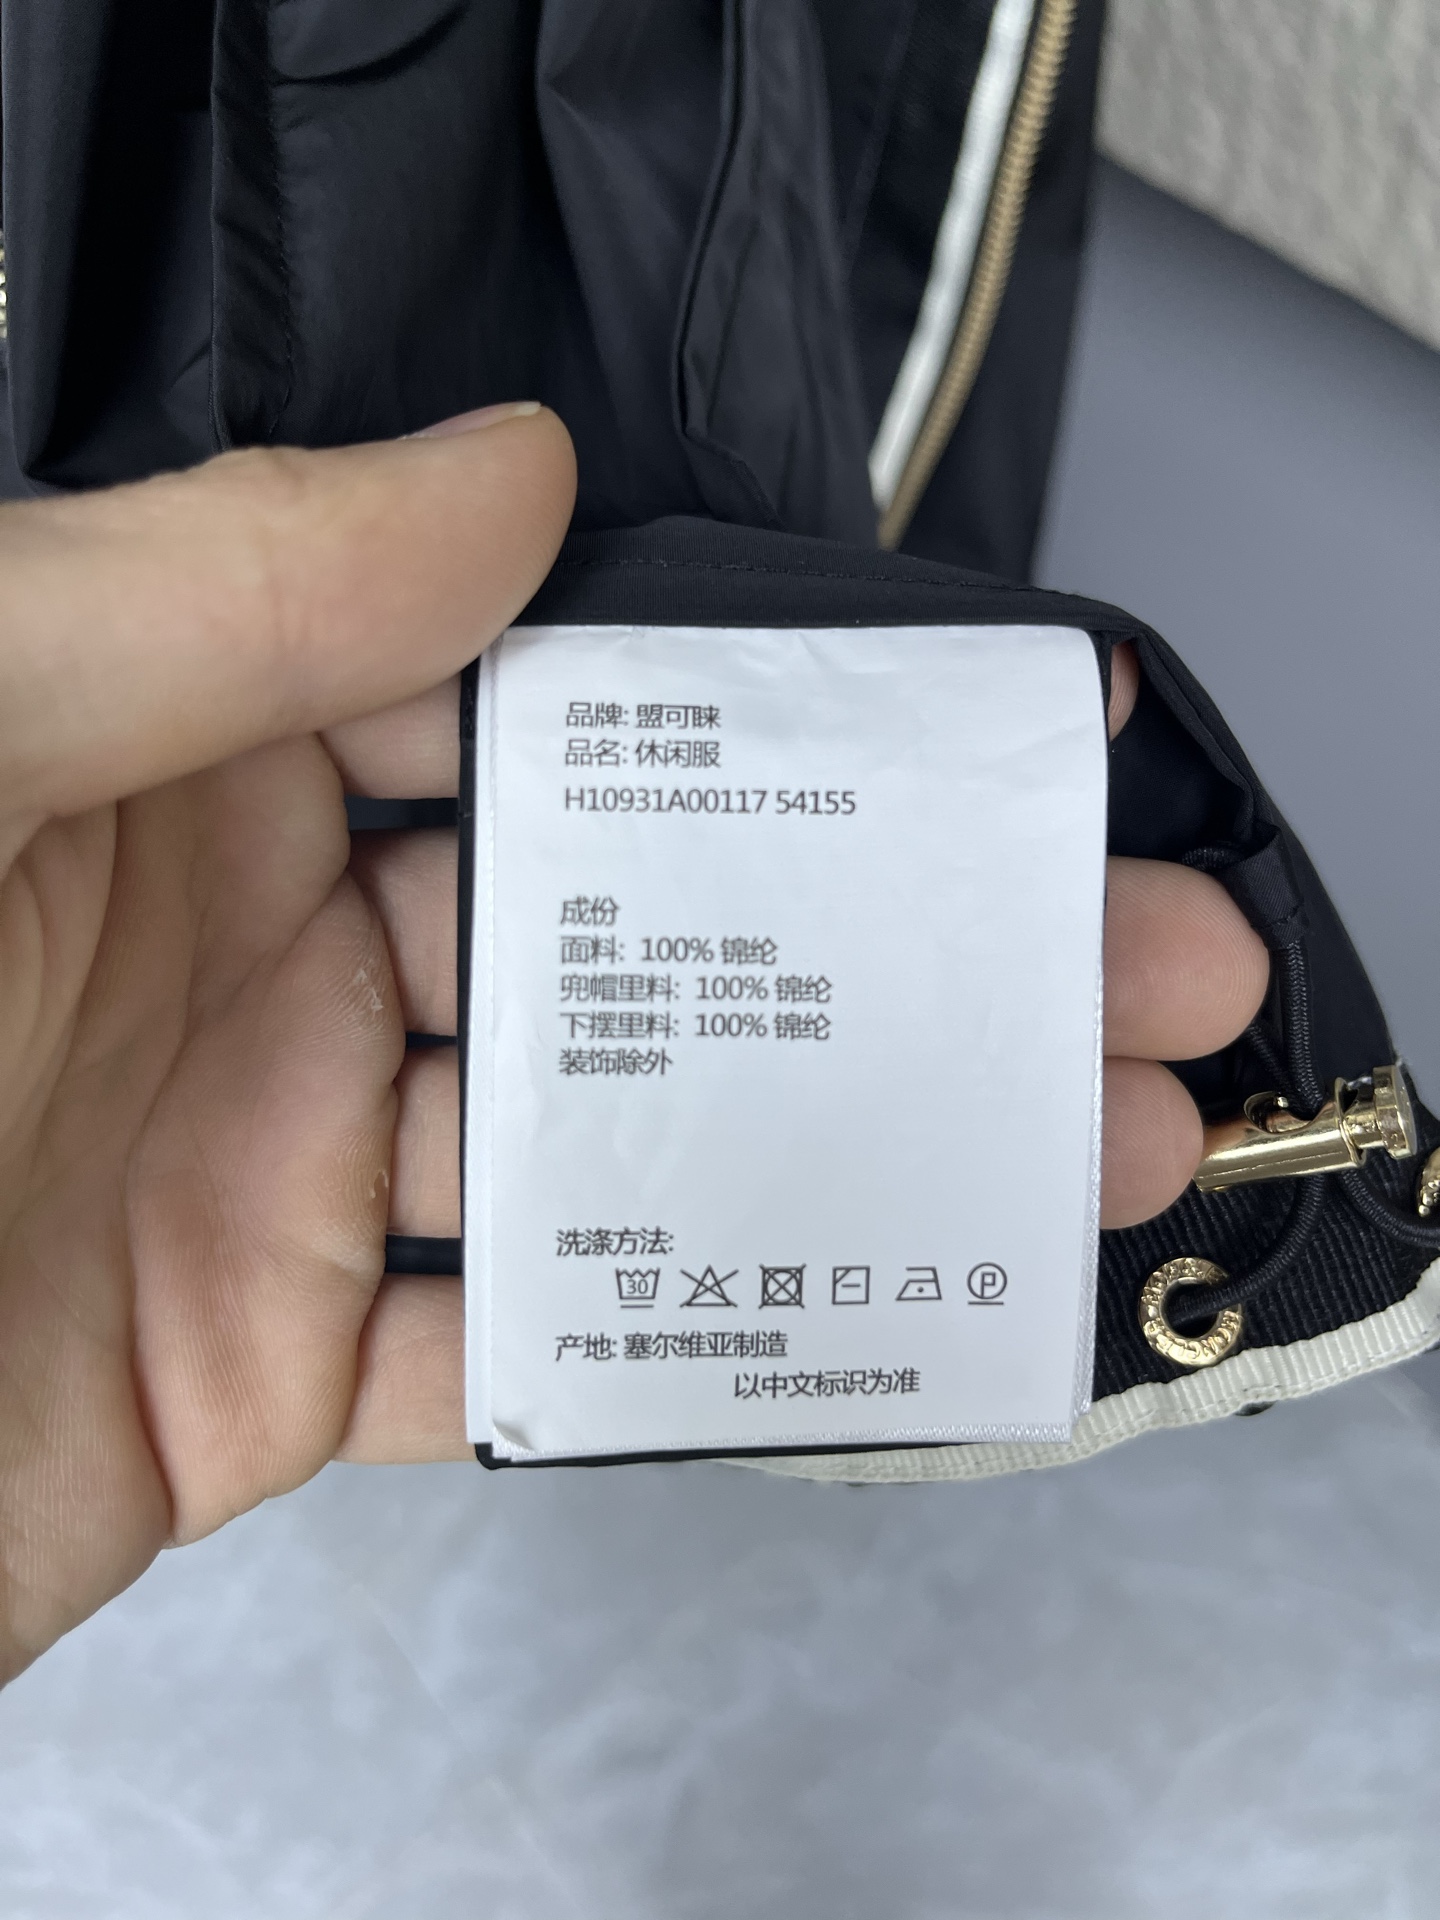 品牌: 盟可睐
品名: 休闲服
H10931A00117 54155
成份
面料: 100% 锦纶
兜帽里料: 100% 锦纶
下摆里料: 100% 锦纶
装饰除外
洗涤方法:
30
P
产地: 塞尔维亚制造
以中文标识为准